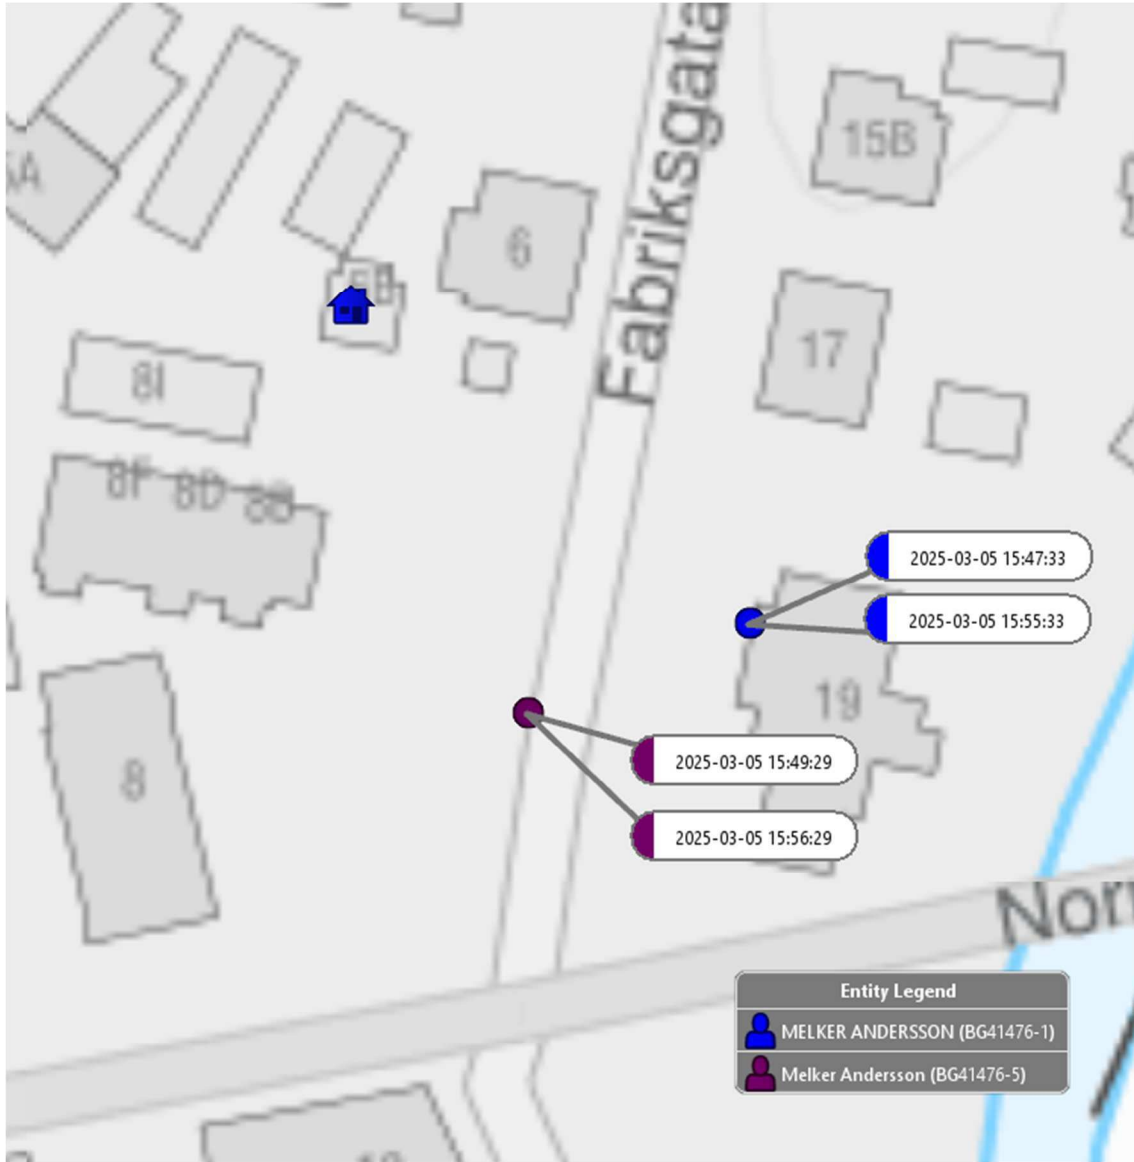 Fabriksgata
15B
6
17
8I
8F 8D 8B
2025-03-05 15:47:33
2025-03-05 15:55:33
19
2025-03-05 15:49:29
2025-03-05 15:56:29
8
Entity Legend
MELKER ANDERSSON (BG41476-1)
Melker Andersson (BG41476-5)